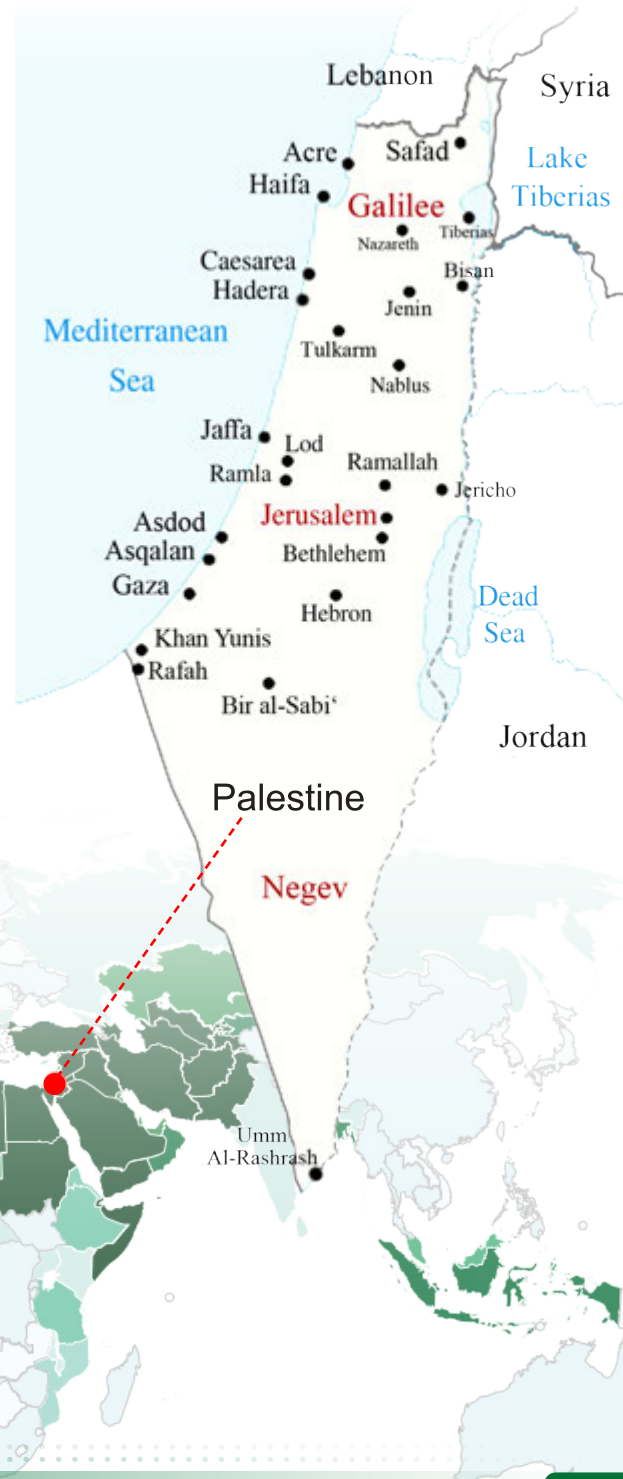 Lebanon
Syria
Acre
Safad
Lake
Tiberias
Haifa
Galilee
Nazareth
Tiberias
Caesarea
Bisan
Hadera
Jenin
Mediterranean
Sea
Tulkarm
Nablus
Jaffa
Lod
Ramallah
Ramla
Jericho
Jerusalem
Asdod
Asqalan
Bethlehem
Gaza
Hebron
Dead
Sea
Khan Yunis
Rafah
Bir al-Sabi‘
Jordan
Palestine
Negev
Umm
Al-Rashrash